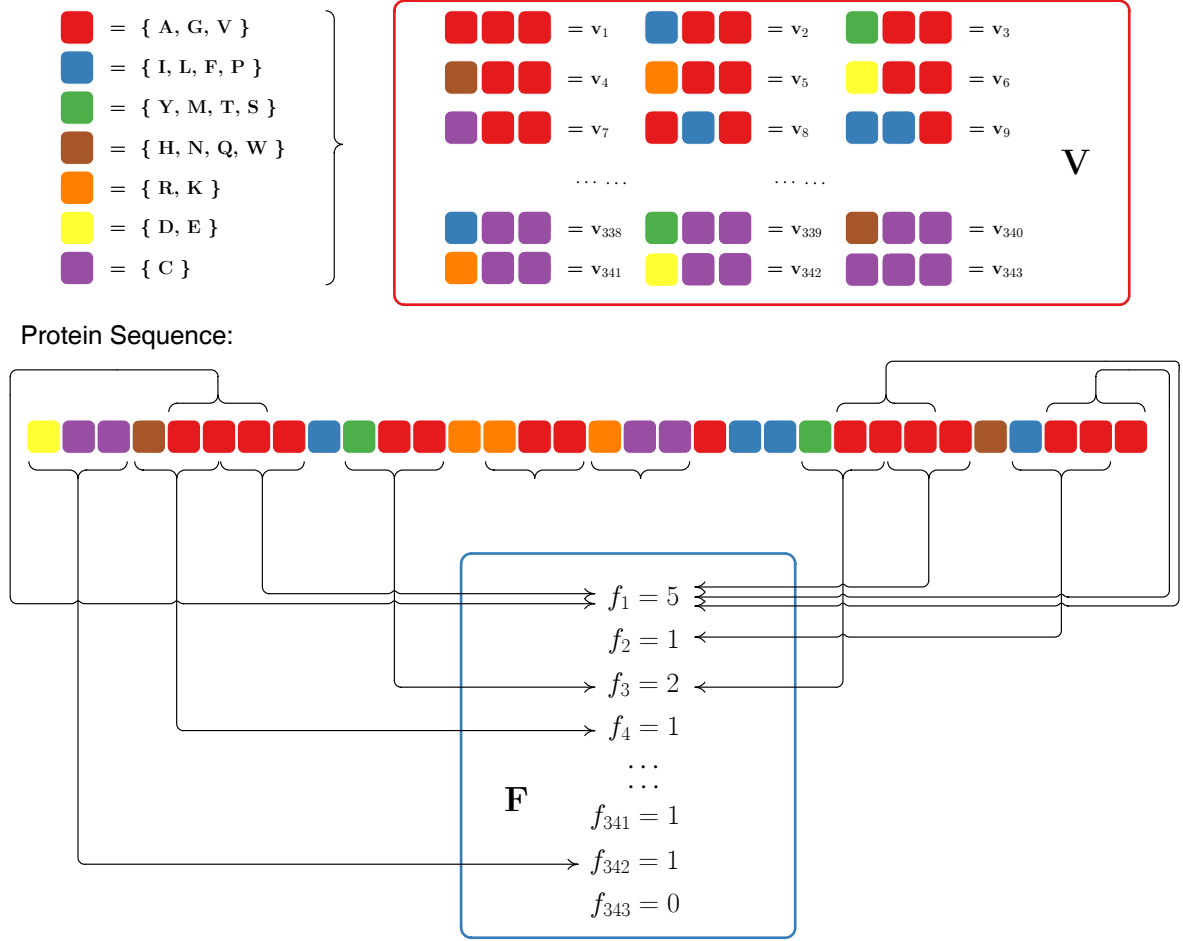 = { A, G, V }
= { I, L, F, P }
= { Y, M, T, S }
= { H, N, Q, W }
= { R, K }
= { D, E }
= { C }
= v₁ = v₂ = v₃
= v₄ = v₅ = v₆
= v₇ = v₈ = v₉
V
... ... ... ...
= v₃₃₈ = v₃₃₉ = v₃₄₀
= v₃₄₁ = v₃₄₂ = v₃₄₃
Protein Sequence:
f₁ = 5
f₂ = 1
f₃ = 2
f₄ = 1
...
...
F
f₃₄₁ = 1
f₃₄₂ = 1
f₃₄₃ = 0